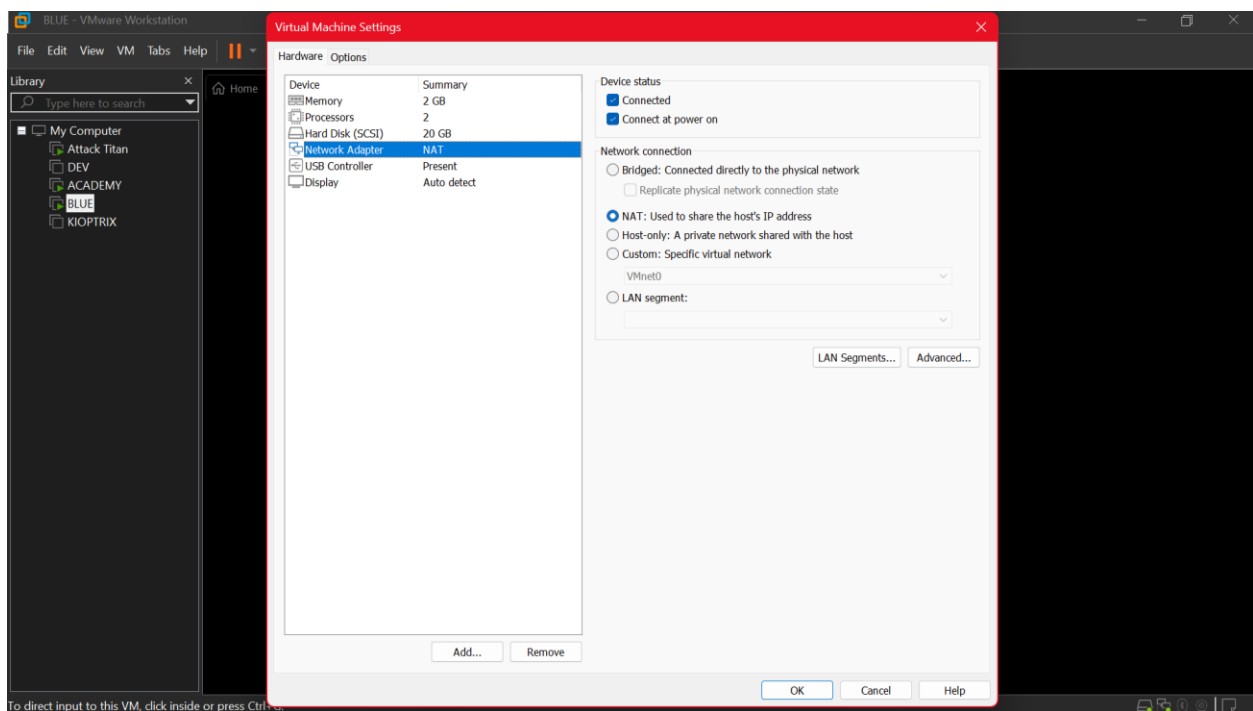 BLUE - VMware Workstation
File Edit View VM Tabs Help
Library
Type here to search
My Computer
Attack Titan
DEV
ACADEMY
BLUE
KIOPTRIX
Home
Virtual Machine Settings
Hardware Options
Device Summary
Memory 2 GB
Processors 2
Hard Disk (SCSI) 20 GB
Network Adapter NAT
USB Controller Present
Display Auto detect
Add... Remove
Device status
Connected
Connect at power on
Network connection
Bridged: Connected directly to the physical network
Replicate physical network connection state
NAT: Used to share the host's IP address
Host-only: A private network shared with the host
Custom: Specific virtual network
VMnet0
LAN segment:
LAN Segments... Advanced...
OK Cancel Help
To direct input to this VM, click inside or press Ctrl+G.